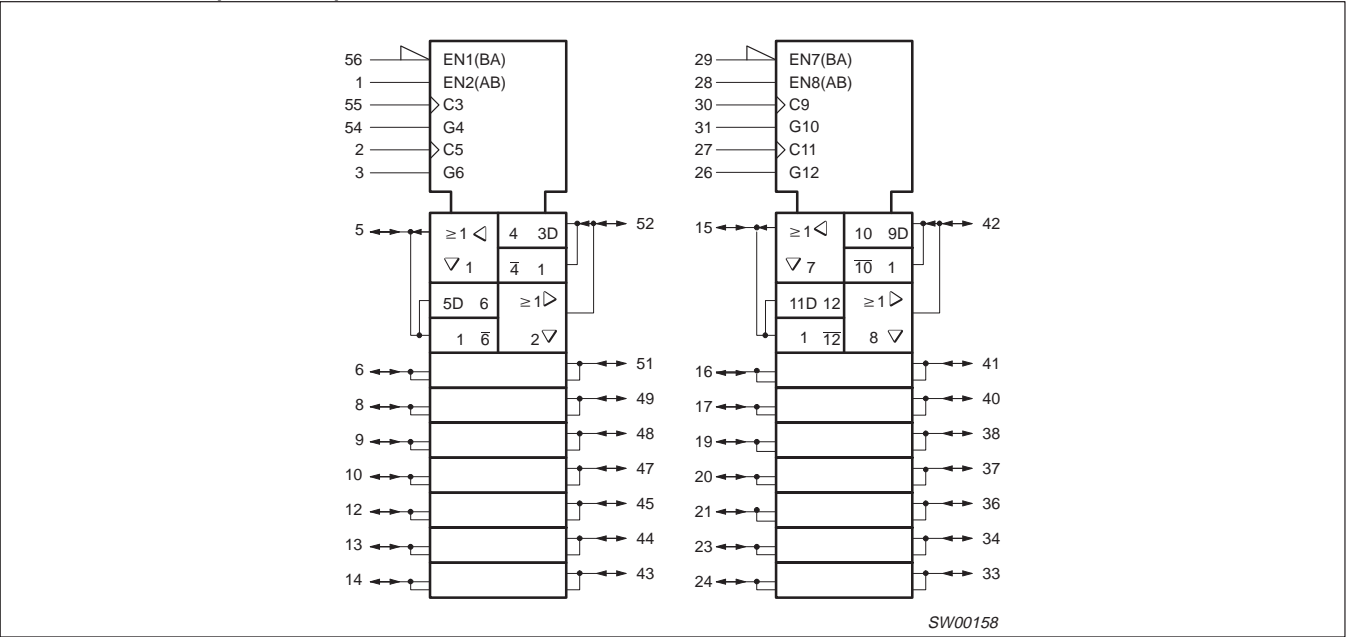 56 EN1(BA)
1 EN2(AB)
55 C3
54 G4
2 C5
3 G6
5 ≥1 4 3D 52
1 4̅ 1
5D 6 ≥1
1 6̅ 2
6 51
8 49
9 48
10 47
12 45
13 44
14 43
29 EN7(BA)
28 EN8(AB)
30 C9
31 G10
27 C11
26 G12
15 ≥1 10 9D 42
7 1̅0̅ 1
11D 12 ≥1
1 1̅2̅ 8
16 41
17 40
19 38
20 37
21 36
23 34
24 33
SW00158